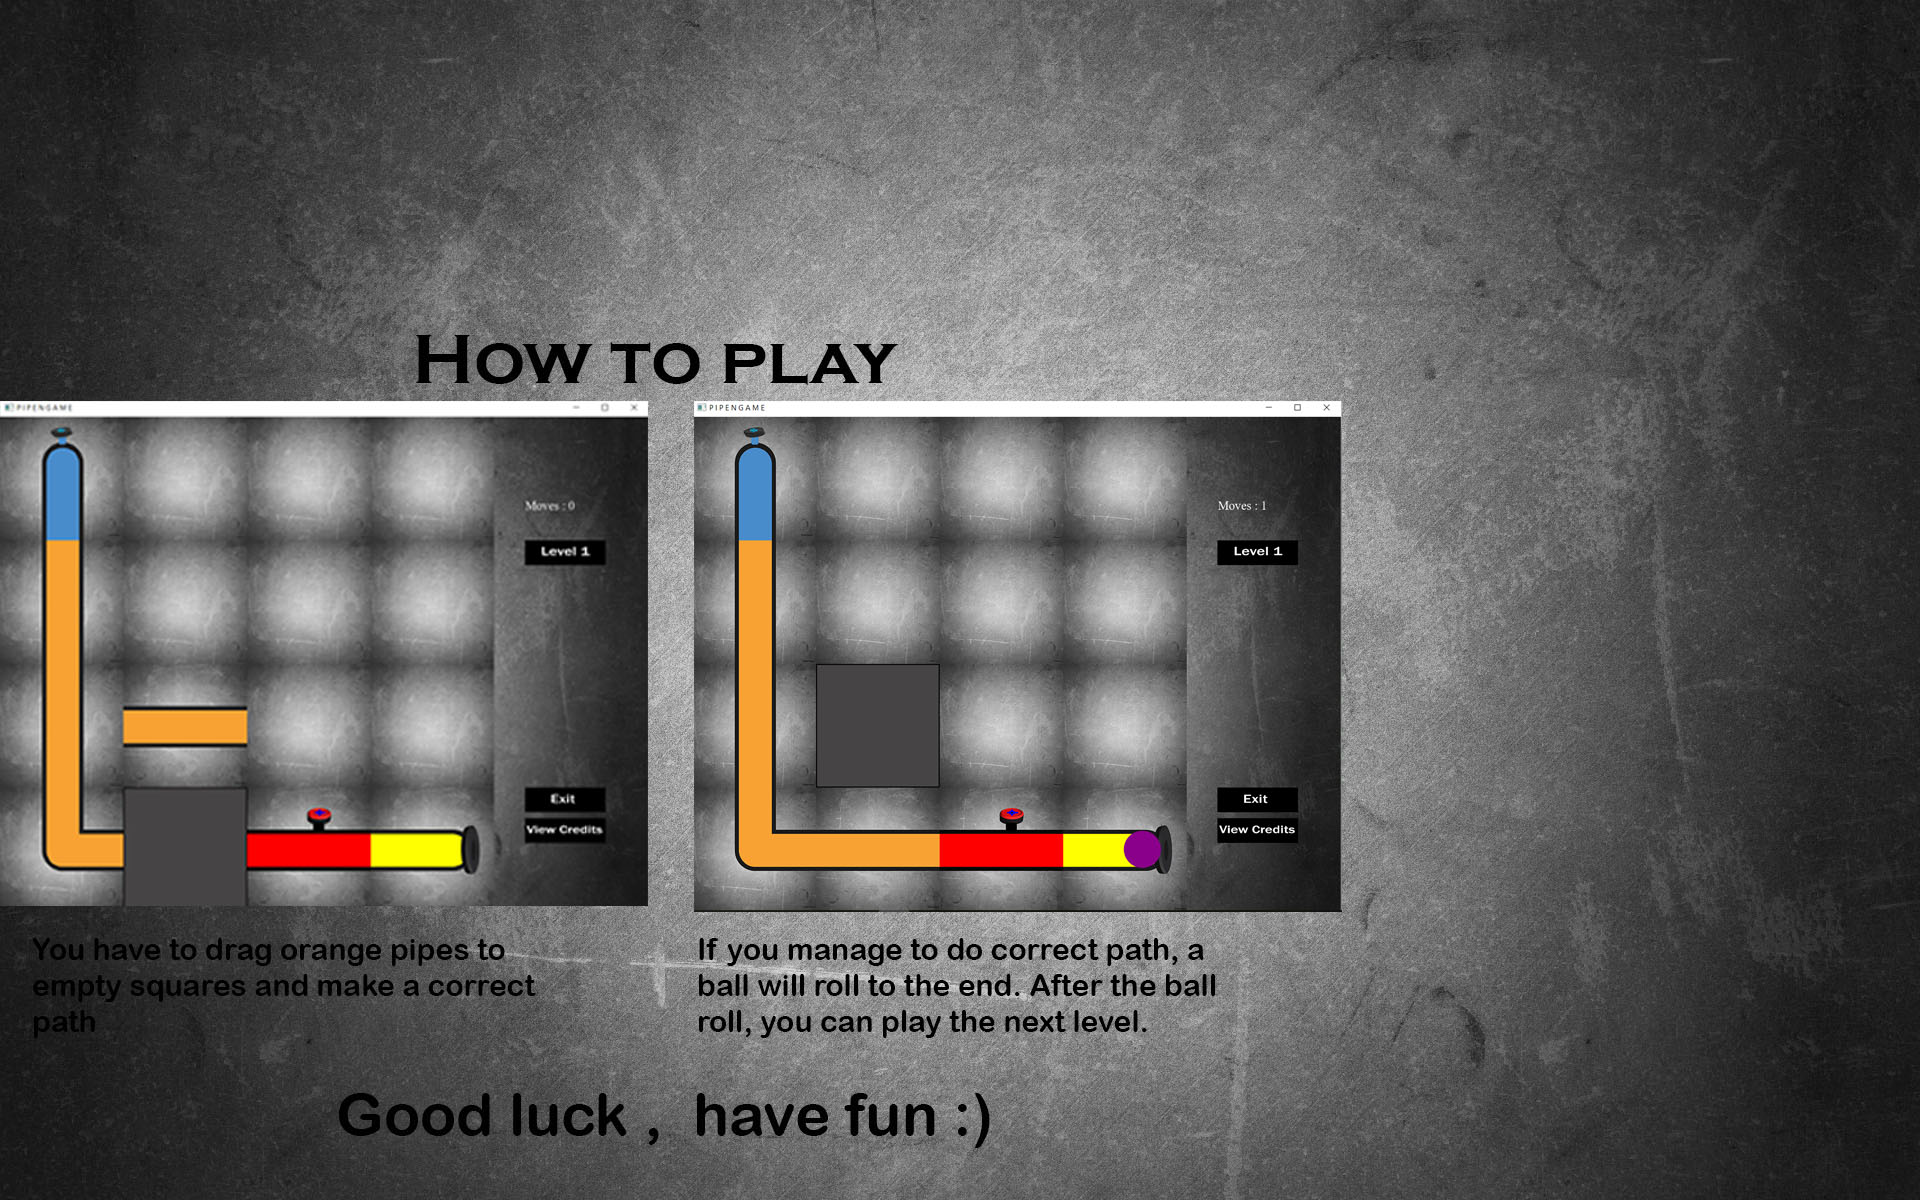 How to play
PIPENGAME
Moves : 0
Level 1
Exit
View Credits
PIPENGAME
Moves : 1
Level 1
Exit
View Credits
You have to drag orange pipes to
empty squares and make a correct
path
If you manage to do correct path, a
ball will roll to the end. After the ball
roll, you can play the next level.
Good luck , have fun :)